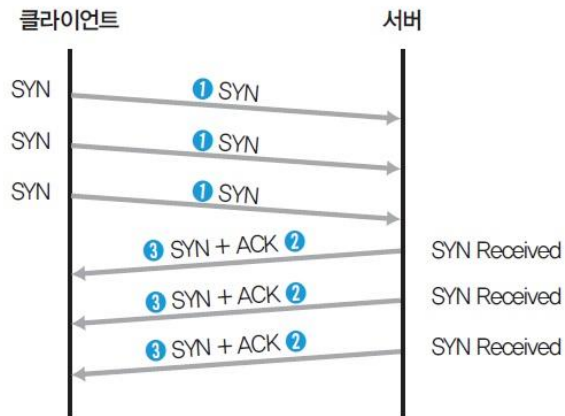 클라이언트 서버
SYN ❶ SYN
SYN ❶ SYN
SYN ❶ SYN
❸ SYN + ACK ❷ SYN Received
❸ SYN + ACK ❷ SYN Received
❸ SYN + ACK ❷ SYN Received